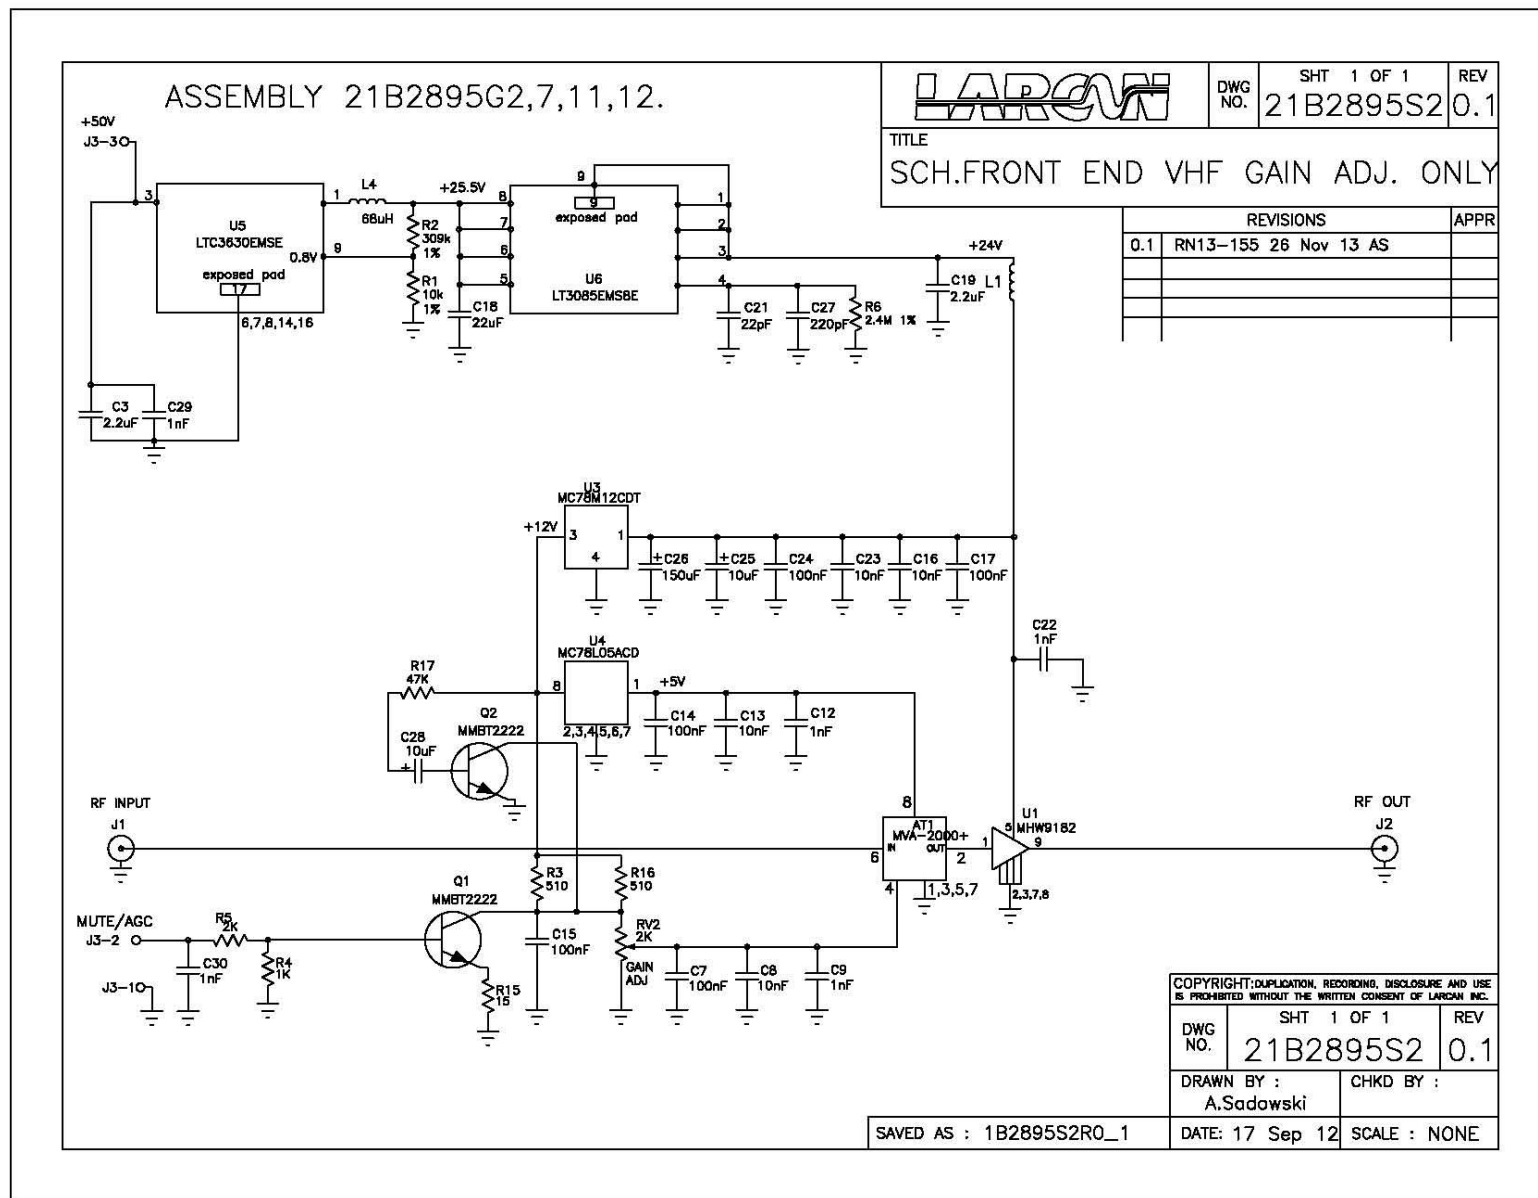 ASSEMBLY 21B2895G2,7,11,12.
LARCAN
DWG NO.
SHT 1 OF 1
21B2895S2
REV
0.1
TITLE
SCH.FRONT END VHF GAIN ADJ. ONLY
REVISIONS
APPR
0.1 RN13-155 26 Nov 13 AS
+50V
J3-3
3
U5
LTC3630EMSE
0.8V
exposed pad
17
6,7,8,14,16
1
9
L4
68uH
+25.5V
R2
309k
1%
R1
10k
1%
C18
22uF
8
7
6
5
9
9
exposed pad
U6
LT3085EMS8E
1
2
3
4
C21
22pF
C27
220pF
R6
2.4M 1%
+24V
C19
2.2uF
L1
C3
2.2uF
C29
1nF
U3
MC78M12CDT
+12V
3
1
4
C26
150uF
+
C25
10uF
+
C24
100nF
C23
10nF
C16
10nF
C17
100nF
C22
1nF
U4
MC78L05ACD
8
1
+5V
2,3,4,5,6,7
C14
100nF
C13
10nF
C12
1nF
R17
47K
Q2
MMBT2222
C28
10uF
+
RF INPUT
J1
8
AT1
MVA-2000+
IN
OUT
6
2
4
1,3,5,7
U1
MHW9182
5
1
9
2,3,7,8
RF OUT
J2
R3
510
R16
510
Q1
MMBT2222
MUTE/AGC
J3-2
R5
2K
C30
1nF
R4
1K
J3-1
R15
15
C15
100nF
RV2
2K
GAIN
ADJ
C7
100nF
C8
10nF
C9
1nF
COPYRIGHT:DUPLICATION, RECORDING, DISCLOSURE AND USE
IS PROHIBITED WITHOUT THE WRITTEN CONSENT OF LARCAN INC.
DWG NO.
SHT 1 OF 1
21B2895S2
REV
0.1
DRAWN BY :
A.Sadowski
CHKD BY :
SAVED AS : 1B2895S2R0_1
DATE: 17 Sep 12
SCALE : NONE